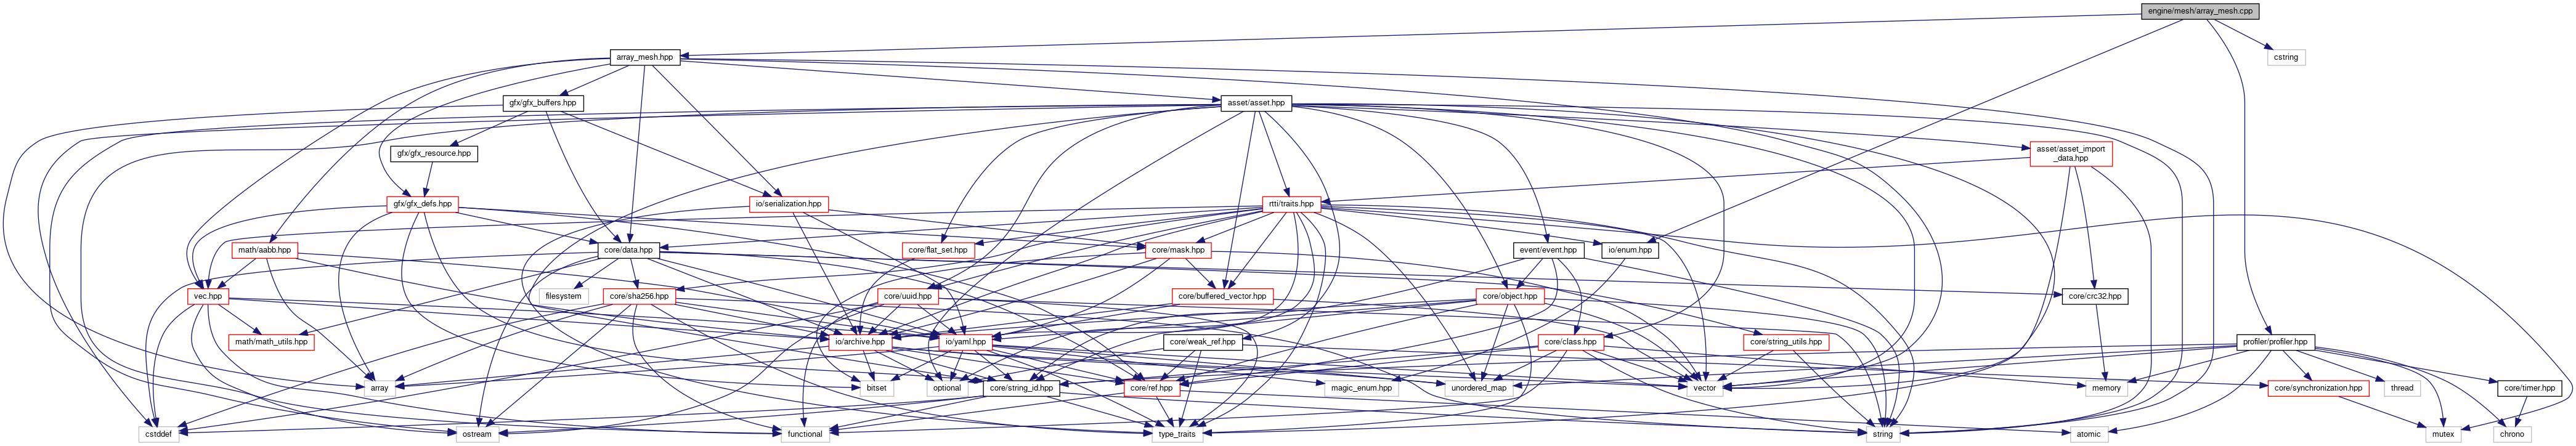 engine/mesh/array_mesh.cpp
array_mesh.hpp
cstring
gfx/gfx_buffers.hpp
asset/asset.hpp
gfx/gfx_resource.hpp
asset/asset_import
_data.hpp
gfx/gfx_defs.hpp
io/serialization.hpp
rtti/traits.hpp
math/aabb.hpp
core/data.hpp
core/flat_set.hpp
core/mask.hpp
event/event.hpp
io/enum.hpp
vec.hpp
filesystem
core/sha256.hpp
core/uuid.hpp
core/buffered_vector.hpp
core/object.hpp
core/crc32.hpp
math/math_utils.hpp
io/archive.hpp
io/yaml.hpp
core/weak_ref.hpp
core/class.hpp
core/string_utils.hpp
profiler/profiler.hpp
array
bitset
optional
core/string_id.hpp
core/ref.hpp
magic_enum.hpp
unordered_map
vector
memory
core/synchronization.hpp
thread
core/timer.hpp
cstddef
ostream
functional
type_traits
string
atomic
mutex
chrono